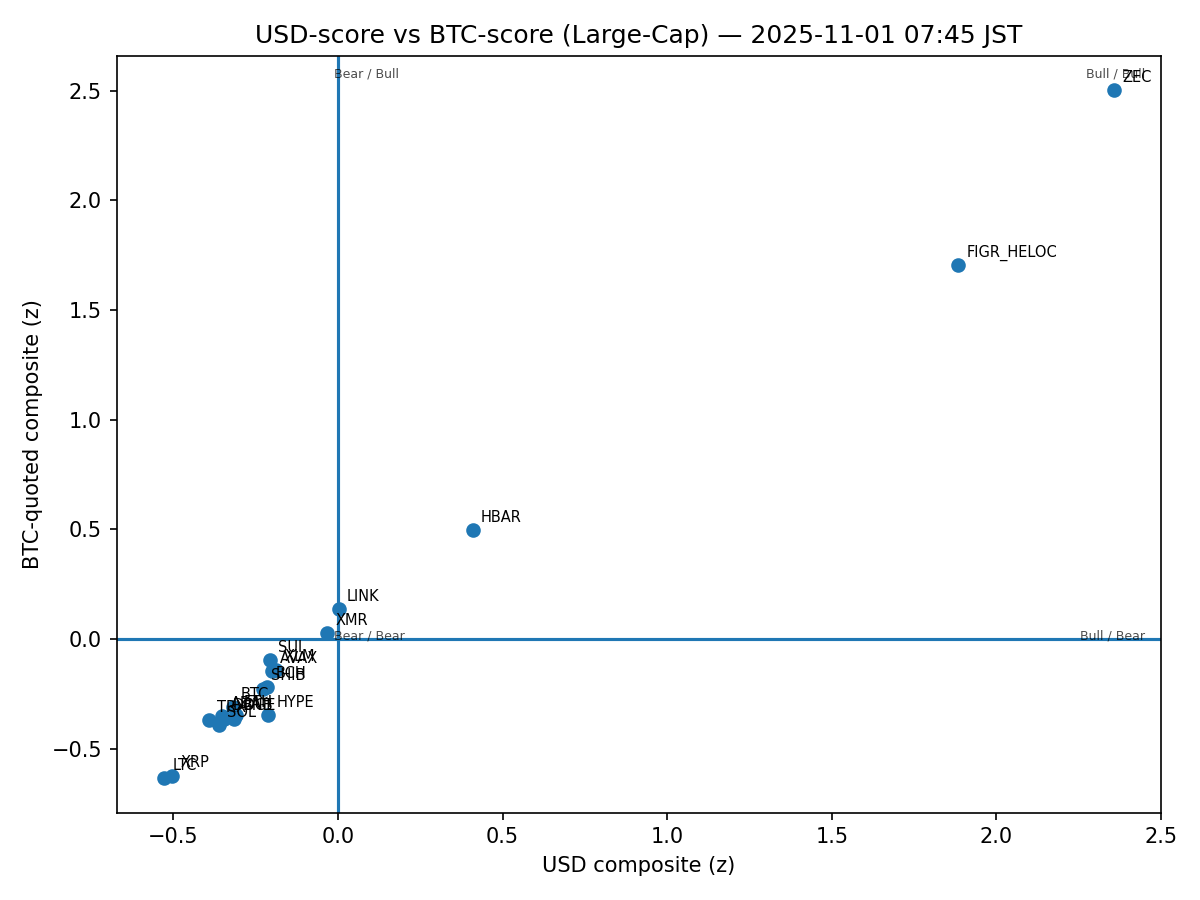 USD-score vs BTC-score (Large-Cap) — 2025-11-01 07:45 JST
Bear / Bull
Bull / Bull
ZEC
2.5
2.0
FIGR_HELOC
1.5
1.0
HBAR
0.5
LINK
XMR
0.0
Bear / Bear
Bull / Bear
SUI
XLM
AVAX
BCH
SHIB
BTC
HYPE
SOL
−0.5
XRP
LTC
−0.5
0.0
0.5
1.0
1.5
2.0
2.5
USD composite (z)
BTC-quoted composite (z)